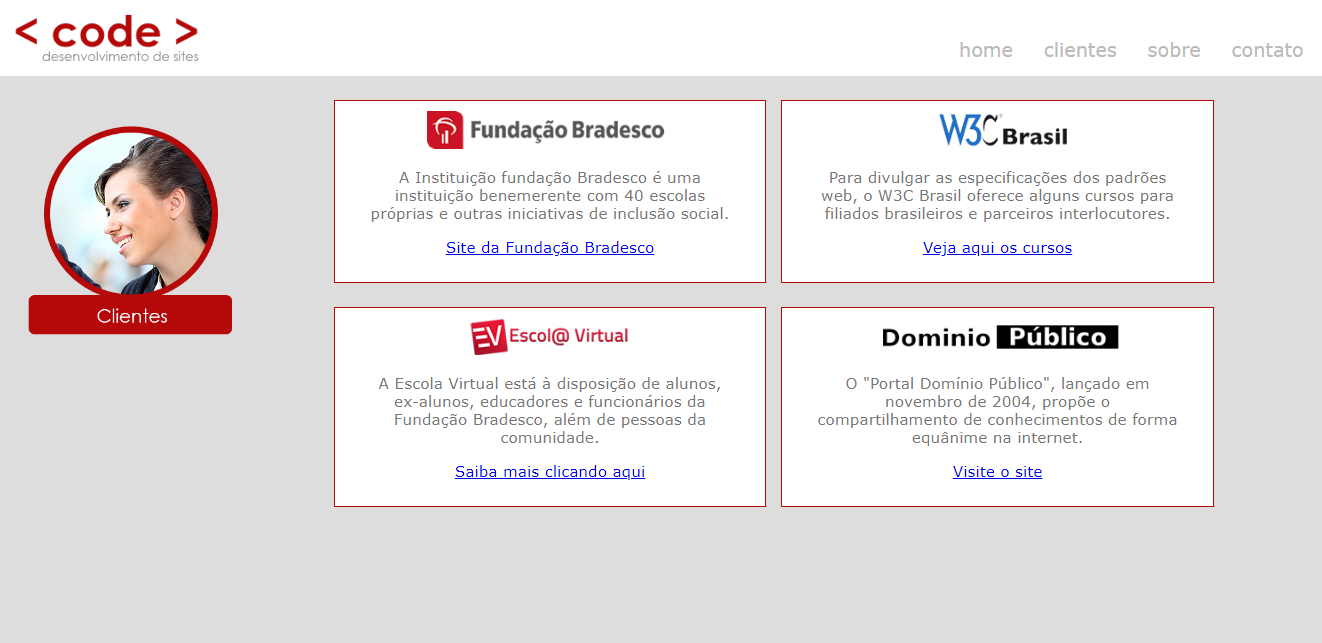 < code >
desenvolvimento de sites
home clientes sobre contato
Clientes
Fundação Bradesco
A Instituição fundação Bradesco é uma
instituição benemerente com 40 escolas
próprias e outras iniciativas de inclusão social.
Site da Fundação Bradesco
W3C Brasil
Para divulgar as especificações dos padrões
web, o W3C Brasil oferece alguns cursos para
filiados brasileiros e parceiros interlocutores.
Veja aqui os cursos
EV Escol@ Virtual
A Escola Virtual está à disposição de alunos,
ex-alunos, educadores e funcionários da
Fundação Bradesco, além de pessoas da
comunidade.
Saiba mais clicando aqui
Dominio Público
O "Portal Domínio Público", lançado em
novembro de 2004, propõe o
compartilhamento de conhecimentos de forma
equânime na internet.
Visite o site